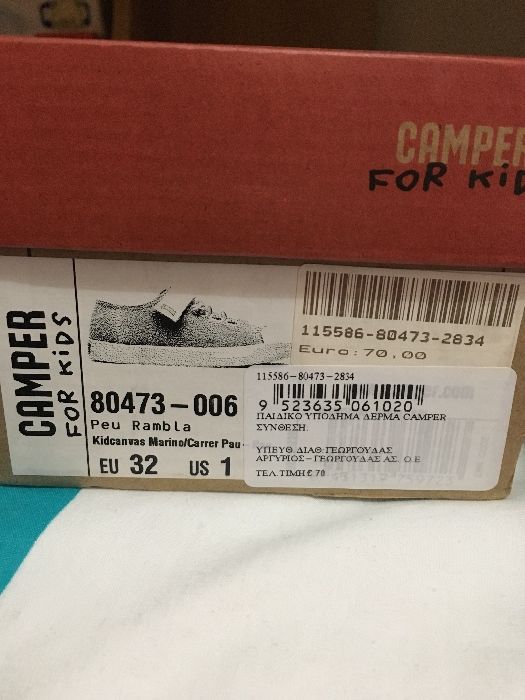 CAMPER
FOR KiDS
CAMPER
FOR KiDS
80473-006
Peu Rambla
Kidcanvas Marino/Carrer Pau
EU 32 US 1
115586-80473-2834
Euro: 70,00
115586-80473-2834
9 523635 061020
ΠΑΙΔΙΚΟ ΥΠΟΔΗΜΑ ΔΕΡΜΑ CAMPER
ΣΥΝΘΕΣΗ:
ΥΠΕΥΘ. ΔΙΑΘ: ΓΕΩΡΓΟΥΔΑΣ
ΑΡΓΥΡΙΟΣ - ΓΕΩΡΓΟΥΔΑΣ ΑΣ. Ο.Ε
ΤΕΛ.ΤΙΜΗ € 70